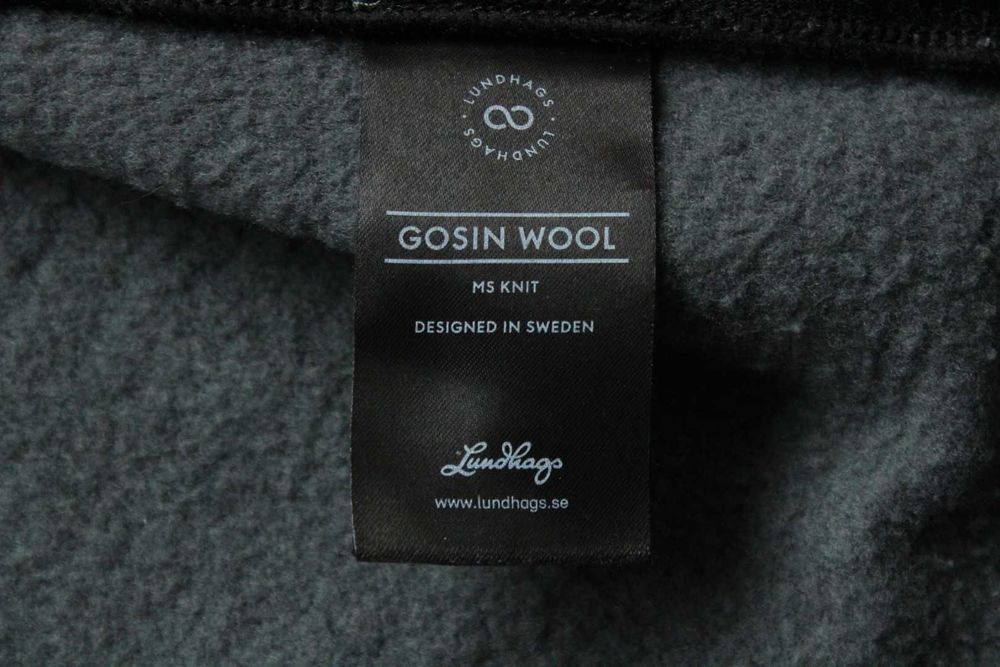 LUNDHAGS · LUNDHAGS ·
GOSIN WOOL
MS KNIT
DESIGNED IN SWEDEN
Lundhags
www.lundhags.se